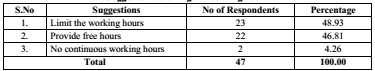 S.No Suggestions No of Respondents Percentage
1. Limit the working hours 23 48.93
2. Provide free hours 22 46.81
3. No continuous working hours 2 4.26
Total 47 100.00